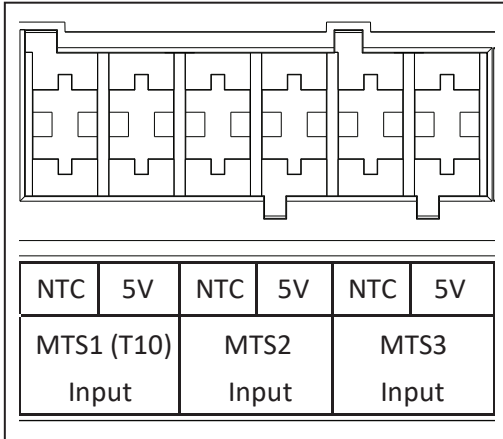 NTC 5V NTC 5V NTC 5V
MTS1 (T10) MTS2 MTS3
Input Input Input